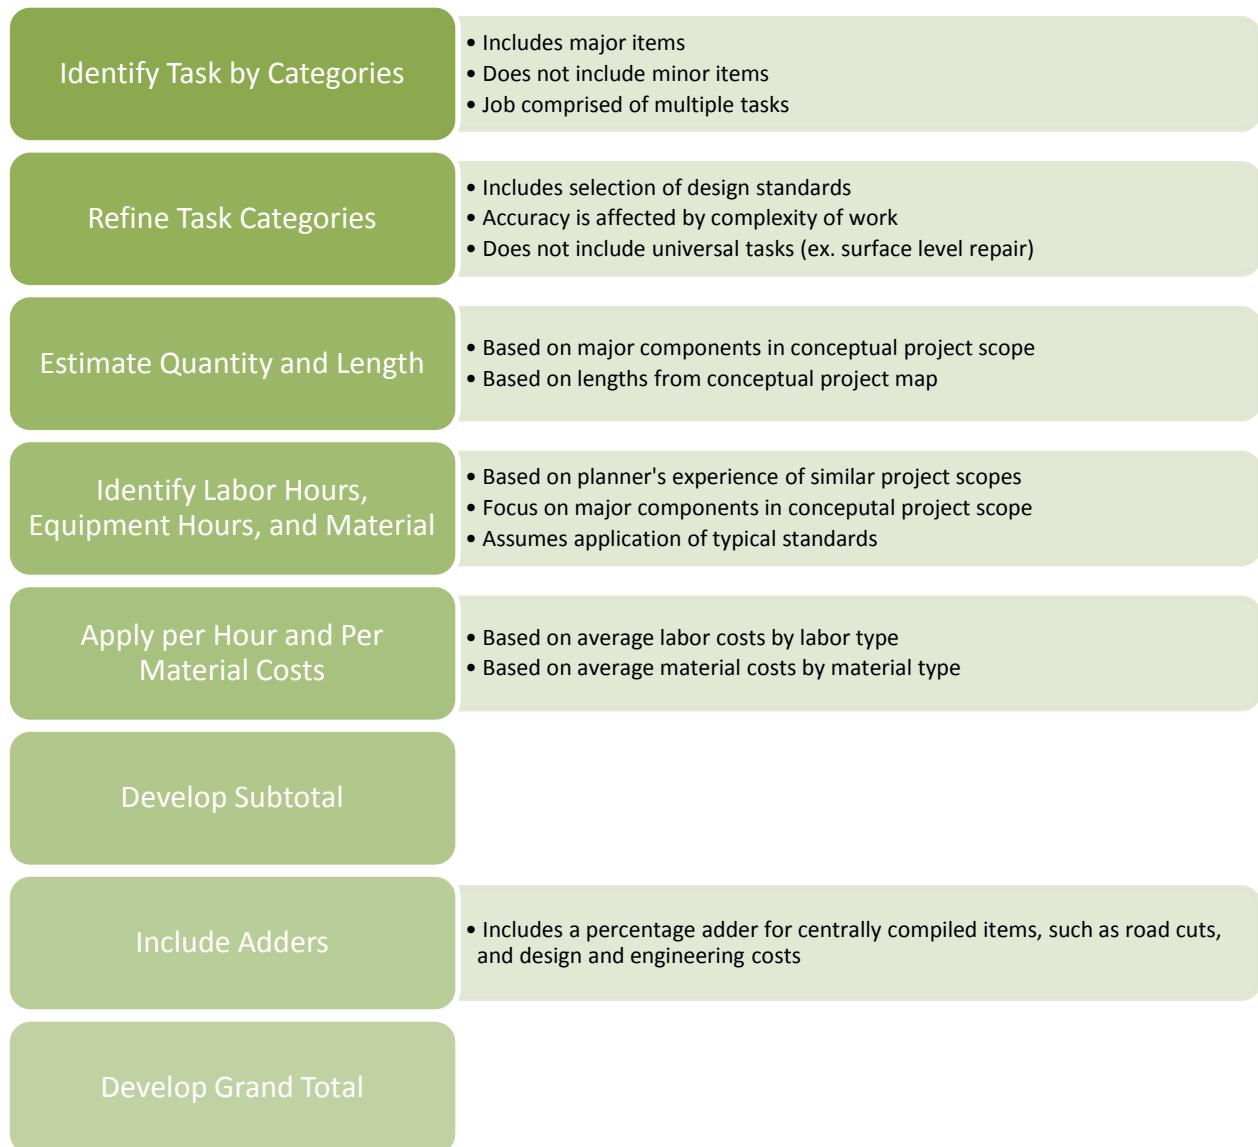 Identify Task by Categories
• Includes major items
• Does not include minor items
• Job comprised of multiple tasks
Refine Task Categories
• Includes selection of design standards
• Accuracy is affected by complexity of work
• Does not include universal tasks (ex. surface level repair)
Estimate Quantity and Length
• Based on major components in conceptual project scope
• Based on lengths from conceptual project map
Identify Labor Hours,
Equipment Hours, and Material
• Based on planner's experience of similar project scopes
• Focus on major components in conceputal project scope
• Assumes application of typical standards
Apply per Hour and Per
Material Costs
• Based on average labor costs by labor type
• Based on average material costs by material type
Develop Subtotal
Include Adders
• Includes a percentage adder for centrally compiled items, such as road cuts,
and design and engineering costs
Develop Grand Total